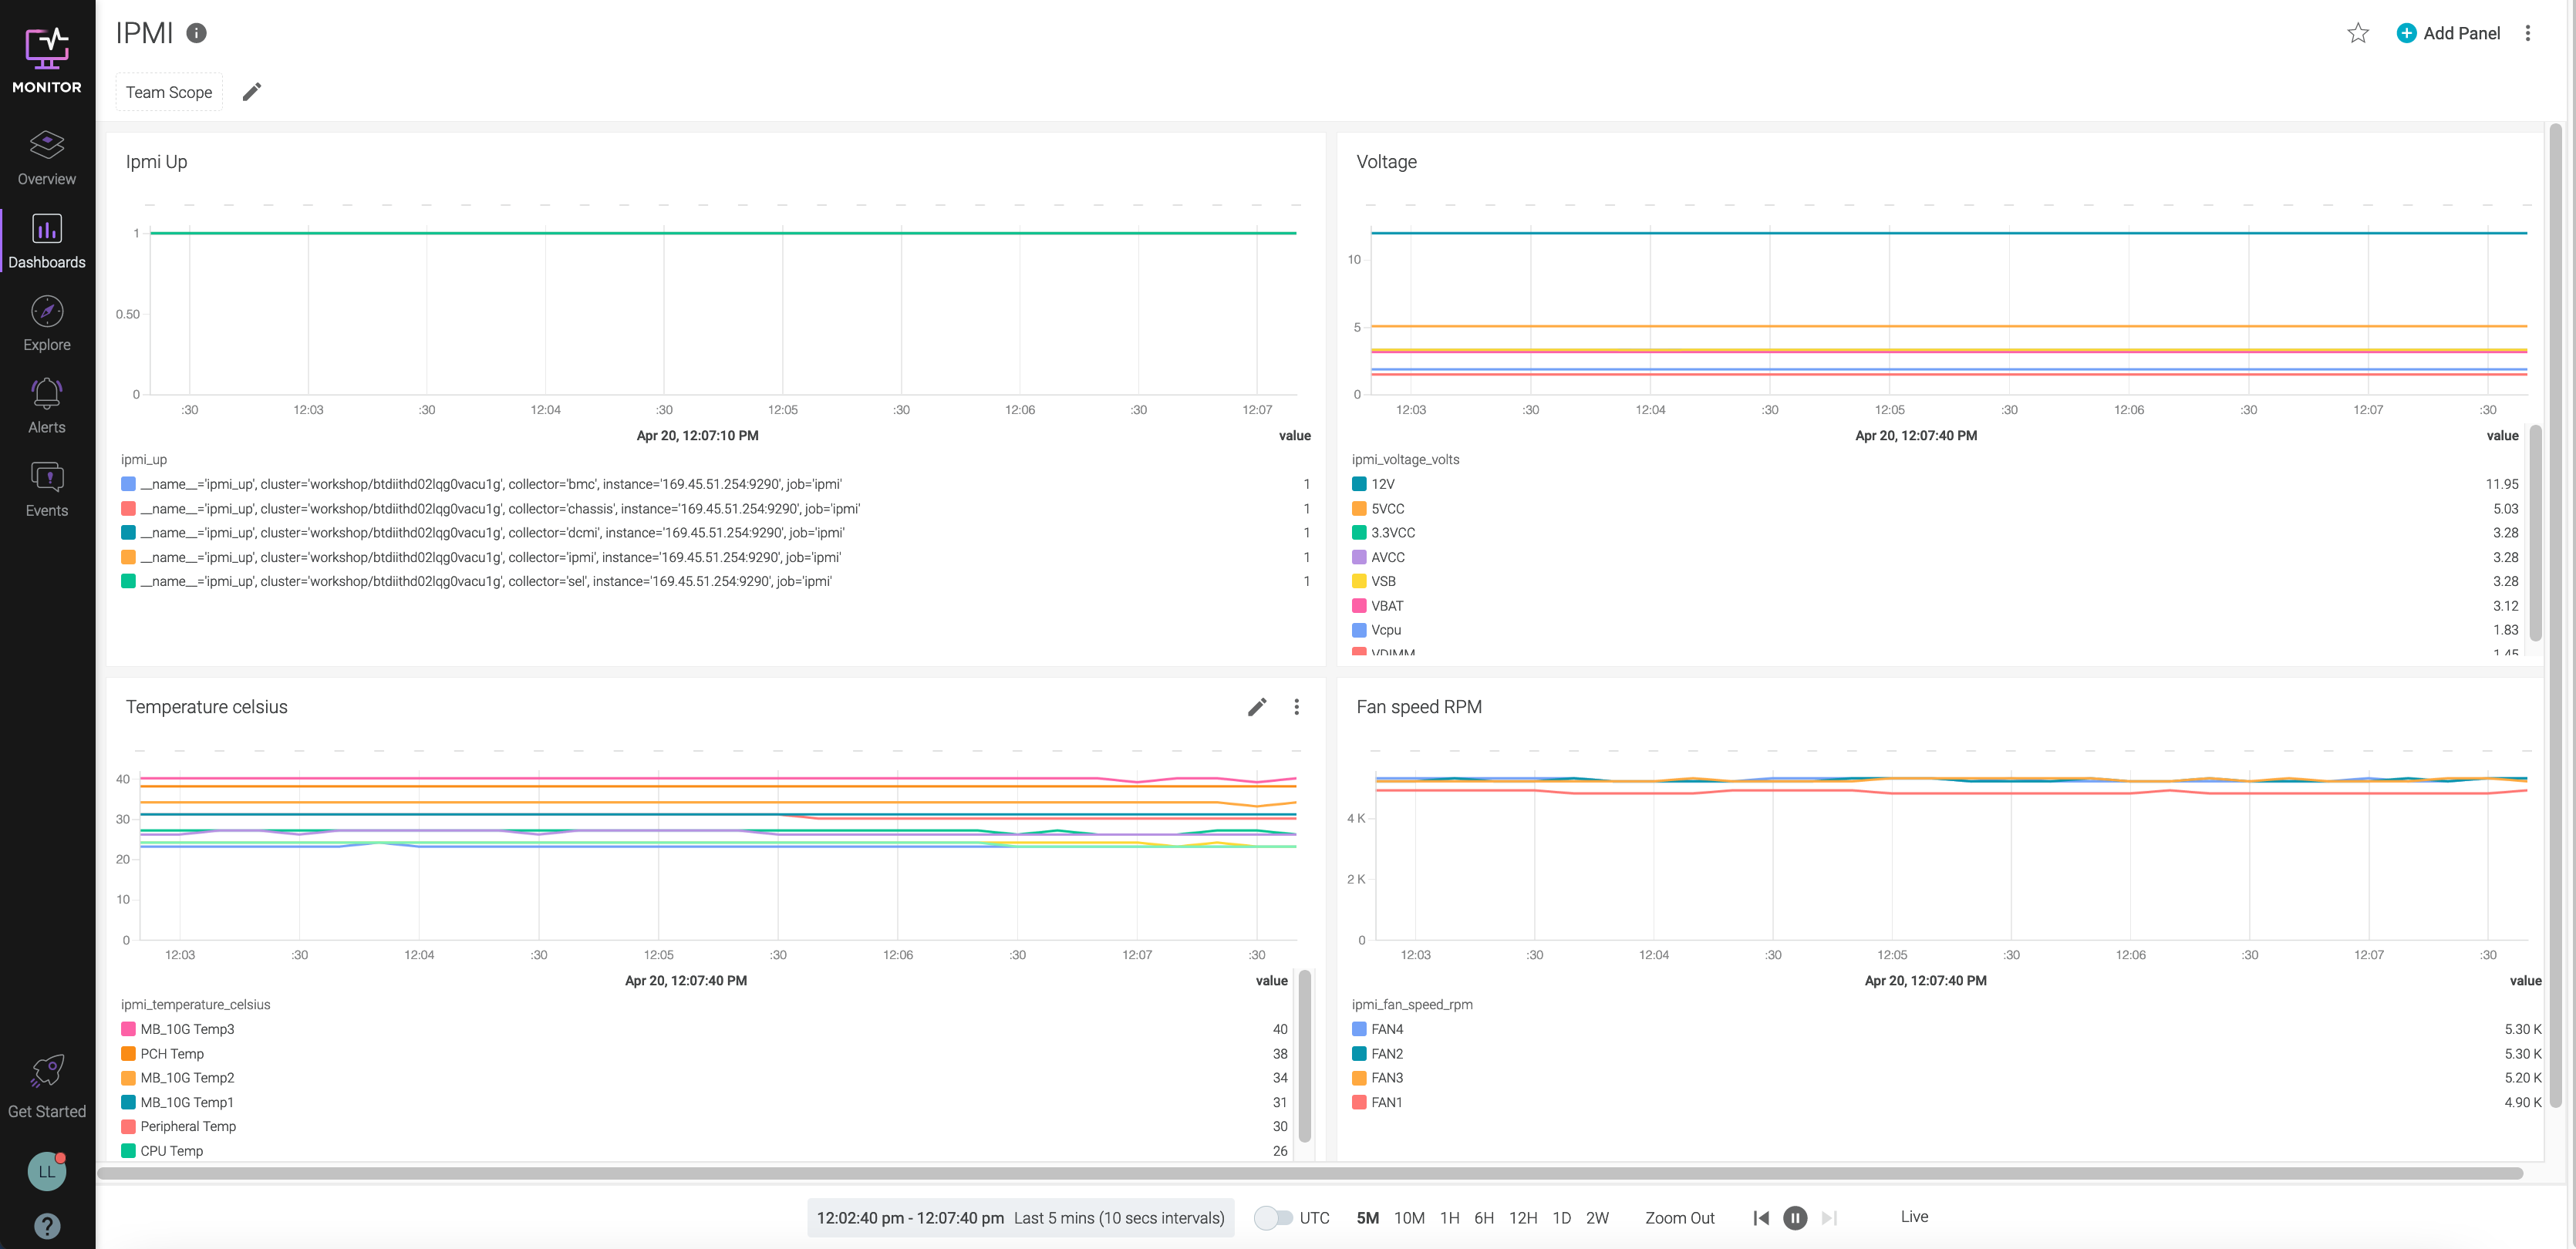 MONITOR
Overview
Dashboards
Explore
Alerts
Events
Get Started
LL
IPMI
Add Panel
Team Scope
Ipmi Up
1
0.50
0
:30 12:03 :30 12:04 :30 12:05 :30 12:06 :30 12:07
Apr 20, 12:07:10 PM value
ipmi_up
__name__='ipmi_up', cluster='workshop/btdiithd02lqg0vacu1g', collector='bmc', instance='169.45.51.254:9290', job='ipmi' 1
__name__='ipmi_up', cluster='workshop/btdiithd02lqg0vacu1g', collector='chassis', instance='169.45.51.254:9290', job='ipmi' 1
__name__='ipmi_up', cluster='workshop/btdiithd02lqg0vacu1g', collector='dcmi', instance='169.45.51.254:9290', job='ipmi' 1
__name__='ipmi_up', cluster='workshop/btdiithd02lqg0vacu1g', collector='ipmi', instance='169.45.51.254:9290', job='ipmi' 1
__name__='ipmi_up', cluster='workshop/btdiithd02lqg0vacu1g', collector='sel', instance='169.45.51.254:9290', job='ipmi' 1
Voltage
10
5
0
12:03 :30 12:04 :30 12:05 :30 12:06 :30 12:07 :30
Apr 20, 12:07:40 PM value
ipmi_voltage_volts
12V 11.95
5VCC 5.03
3.3VCC 3.28
AVCC 3.28
VSB 3.28
VBAT 3.12
Vcpu 1.83
VDIMM 1.45
Temperature celsius
40
30
20
10
0
12:03 :30 12:04 :30 12:05 :30 12:06 :30 12:07 :30
Apr 20, 12:07:40 PM value
ipmi_temperature_celsius
MB_10G Temp3 40
PCH Temp 38
MB_10G Temp2 34
MB_10G Temp1 31
Peripheral Temp 30
CPU Temp 26
Fan speed RPM
4 K
2 K
0
12:03 :30 12:04 :30 12:05 :30 12:06 :30 12:07 :30
Apr 20, 12:07:40 PM value
ipmi_fan_speed_rpm
FAN4 5.30 K
FAN2 5.30 K
FAN3 5.20 K
FAN1 4.90 K
12:02:40 pm - 12:07:40 pm Last 5 mins (10 secs intervals) UTC 5M 10M 1H 6H 12H 1D 2W Zoom Out Live